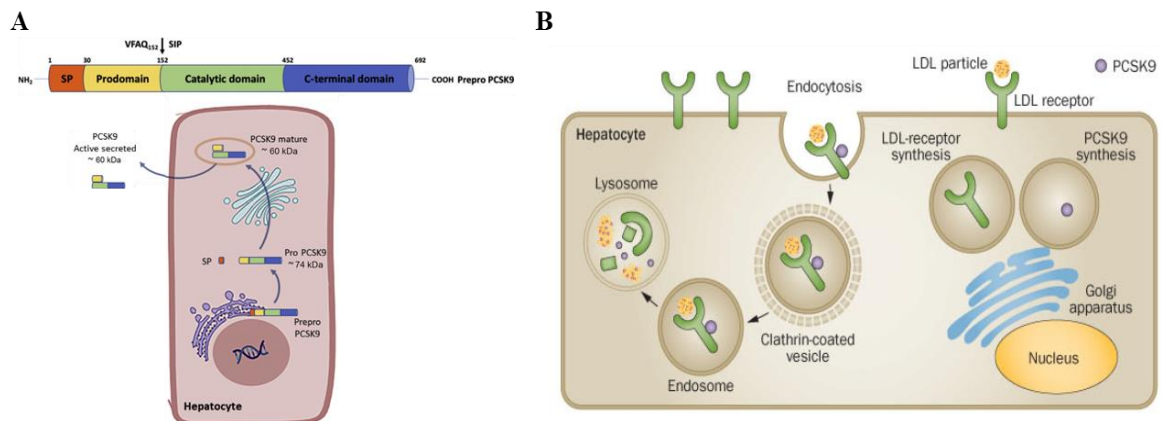 A
VFAQ152 SIP
1 30 152 452 692
NH2 SP Prodomain Catalytic domain C-terminal domain COOH Prepro PCSK9
PCSK9
Active secreted
~ 60 kDa
PCSK9 mature
~ 60 kDa
SP
Pro PCSK9
~74 kDa
Prepro
PCSK9
Hepatocyte
B
LDL particle
PCSK9
Endocytosis
LDL receptor
Hepatocyte
LDL-receptor
synthesis
PCSK9
synthesis
Lysosome
Golgi
apparatus
Clathrin-coated
vesicle
Endosome
Nucleus